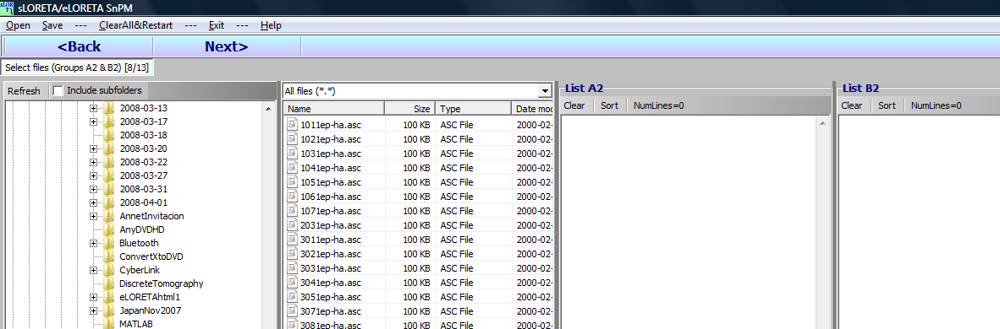 sLOR
sLORETA/eLORETA SnPM
Open --- Save --- ClearAll&Restart --- Exit --- Help
<Back Next>
Select files (Groups A2 & B2) [8/13]
Refresh Include subfolders
2008-03-13
2008-03-17
2008-03-18
2008-03-20
2008-03-22
2008-03-27
2008-03-31
2008-04-01
AnnetInvitacion
AnyDVDHD
Bluetooth
ConvertXtoDVD
CyberLink
DiscreteTomography
eLORETAhtml1
JapanNov2007
MATLAB
All files (*.*)
Name Size Type Date mod
1011ep-ha.asc 100 KB ASC File 2000-02-
1021ep-ha.asc 100 KB ASC File 2000-02-
1031ep-ha.asc 100 KB ASC File 2000-02-
1041ep-ha.asc 100 KB ASC File 2000-02-
1051ep-ha.asc 100 KB ASC File 2000-02-
1061ep-ha.asc 100 KB ASC File 2000-02-
1071ep-ha.asc 100 KB ASC File 2000-02-
2031ep-ha.asc 100 KB ASC File 2000-02-
3011ep-ha.asc 100 KB ASC File 2000-02-
3021ep-ha.asc 100 KB ASC File 2000-02-
3031ep-ha.asc 100 KB ASC File 2000-02-
3041ep-ha.asc 100 KB ASC File 2000-02-
3051ep-ha.asc 100 KB ASC File 2000-02-
3071ep-ha.asc 100 KB ASC File 2000-02-
3081ep-ha.asc 100 KB ASC File 2000-02-
List A2
Clear Sort NumLines=0
List B2
Clear Sort NumLines=0